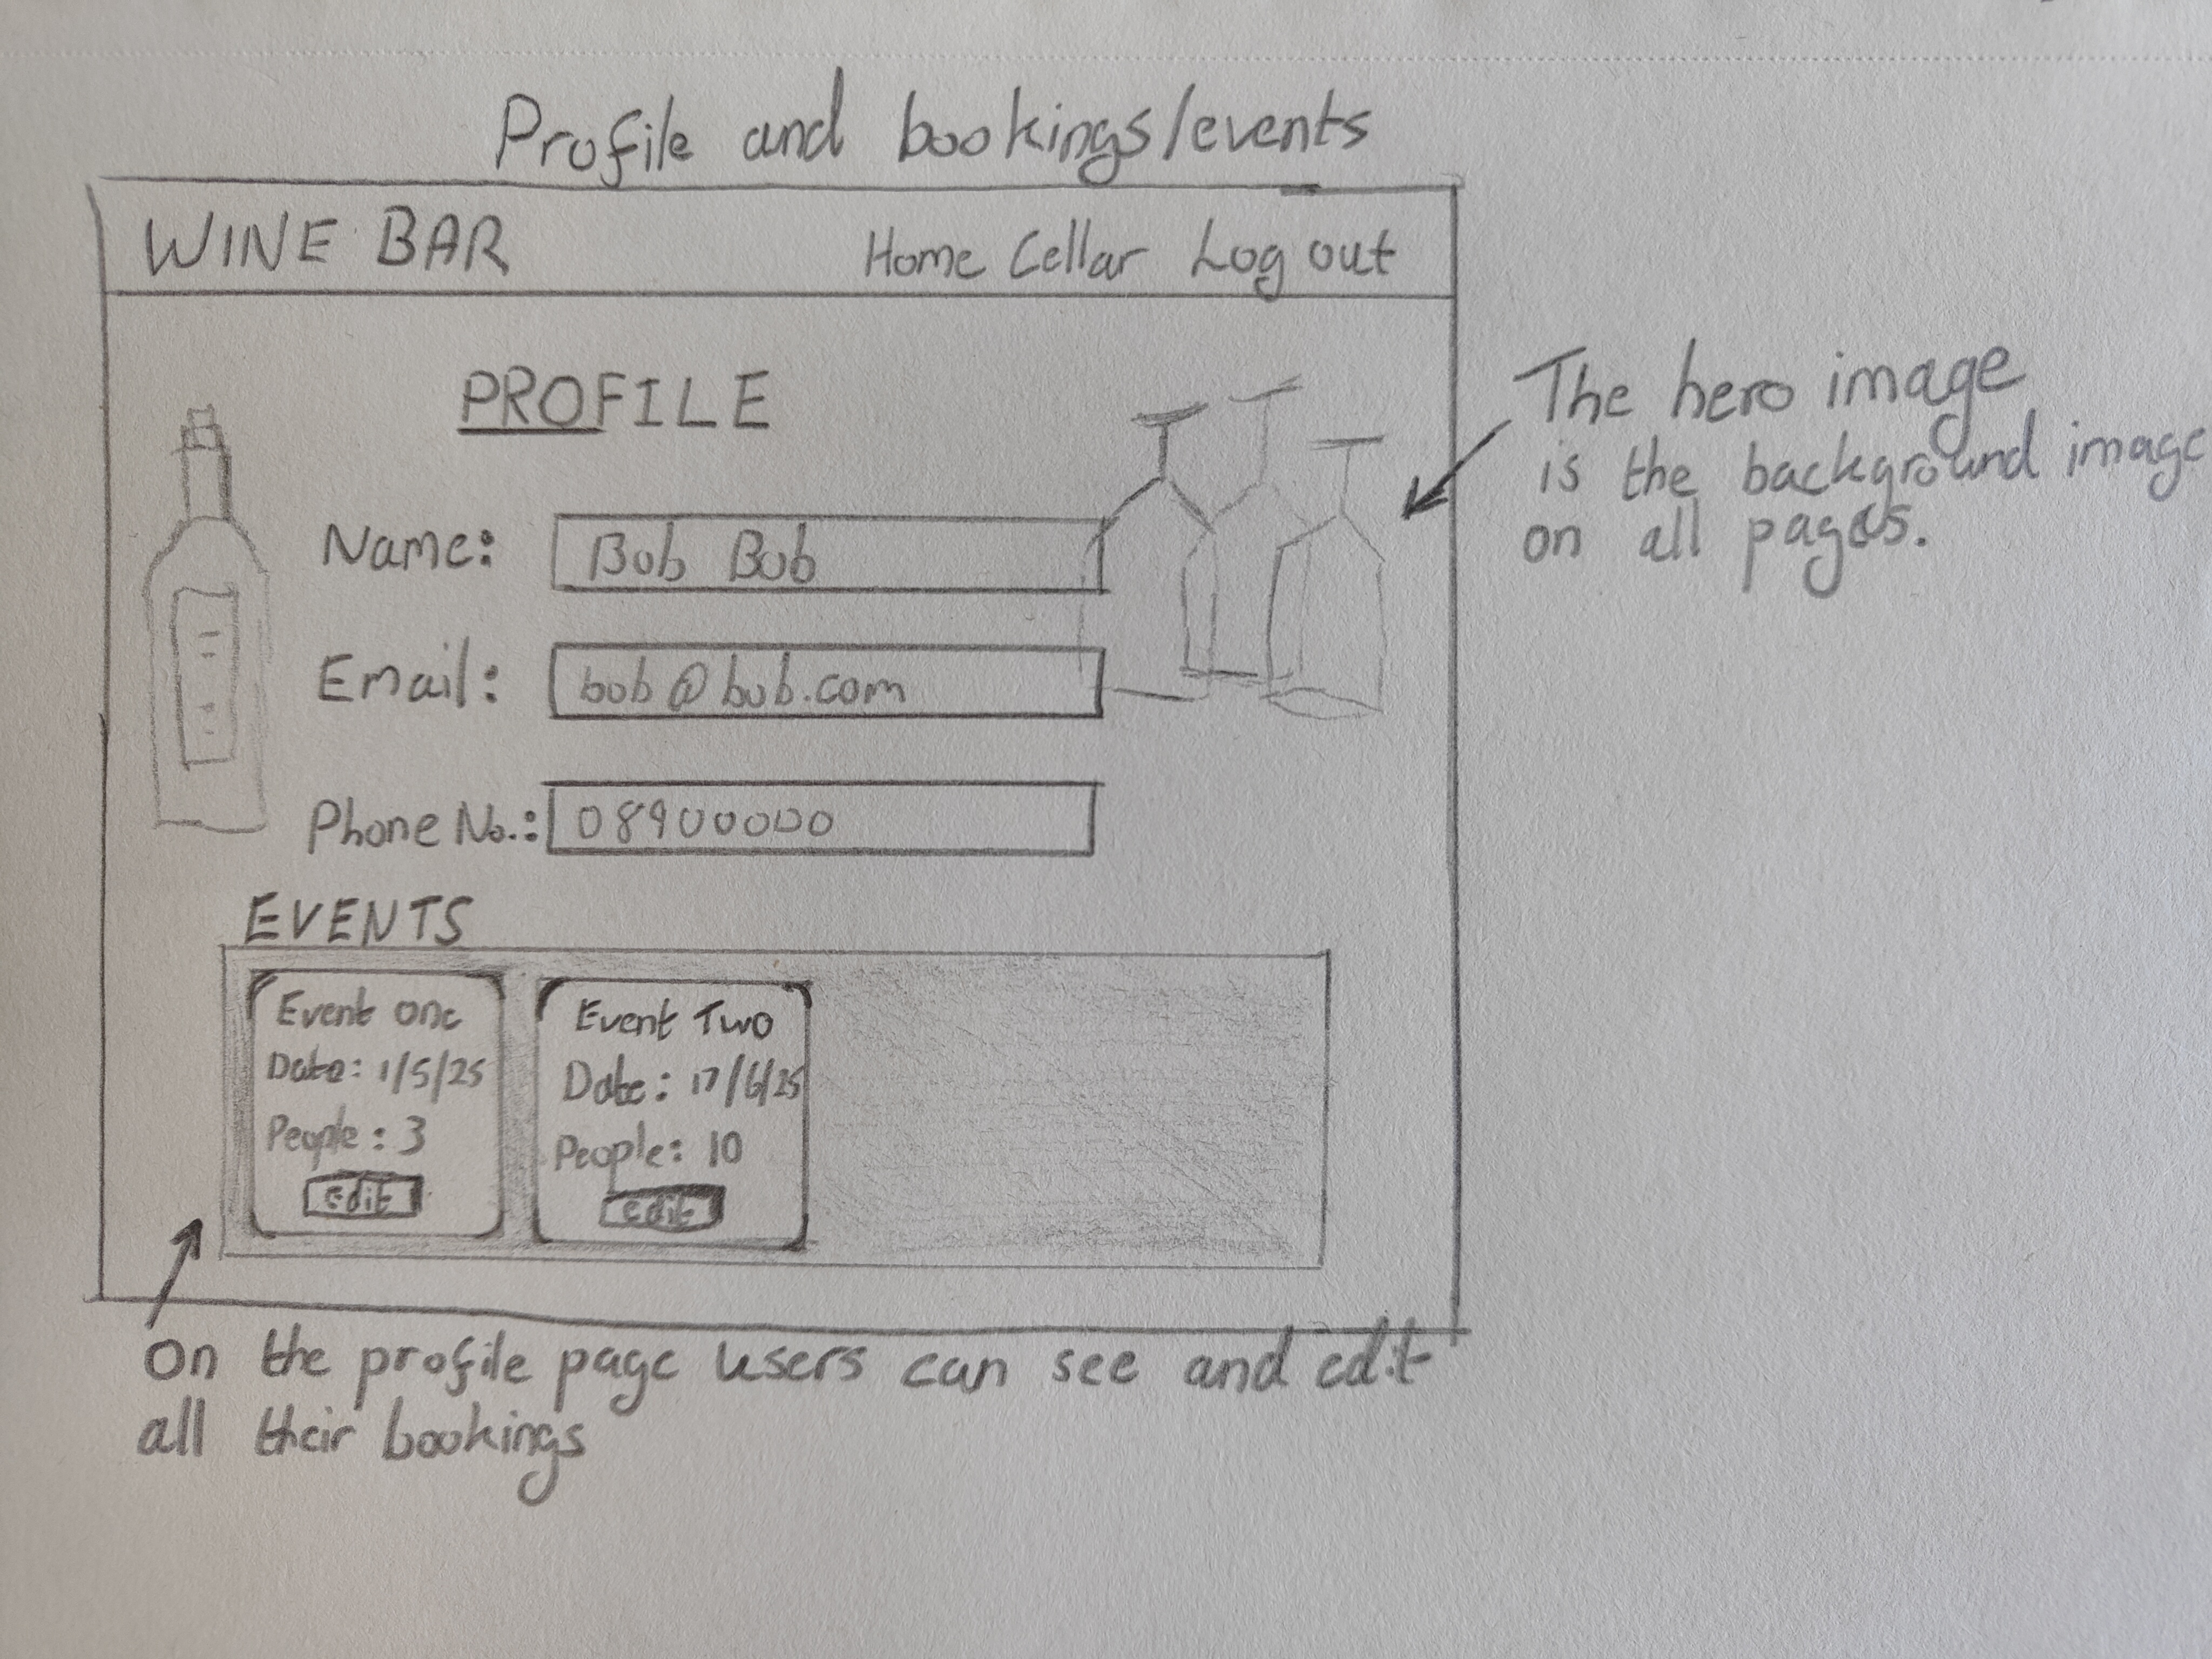 Profile and bookings/events
WINE BAR
Home Cellar Log out
PROFILE
The hero image
is the background image
on all pages.
Name: Bob Bob
Email: bob@bob.com
Phone No.: 08900000
EVENTS
Event One
Date: 1/5/25
People: 3
edit
Event Two
Date: 17/6/25
People: 10
edit
On the profile page users can see and edit
all their bookings